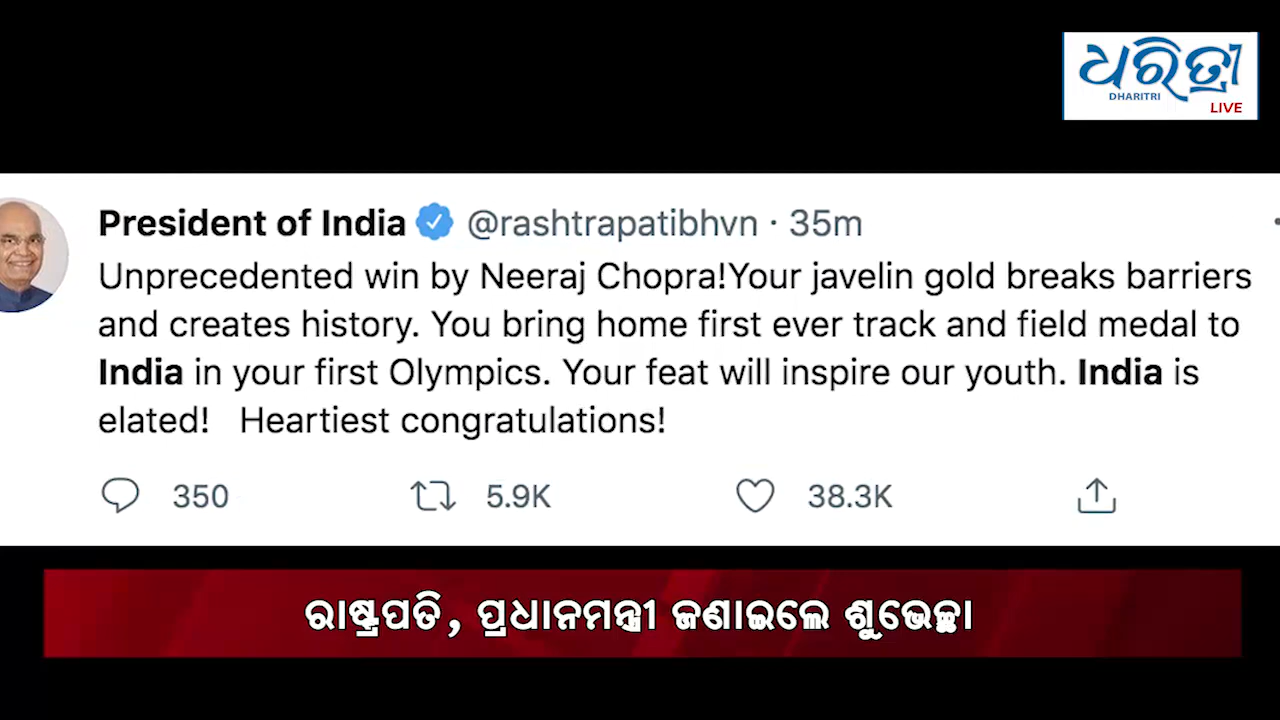 ଧରିତ୍ରୀ
DHARITRI
LIVE
President of India @rashtrapatibhvn · 35m
Unprecedented win by Neeraj Chopra!Your javelin gold breaks barriers
and creates history. You bring home first ever track and field medal to
India in your first Olympics. Your feat will inspire our youth. India is
elated! Heartiest congratulations!
350 5.9K 38.3K
ରାଷ୍ଟ୍ରପତି, ପ୍ରଧାନମନ୍ତ୍ରୀ ଜଣାଇଲେ ଶୁଭେଚ୍ଛା